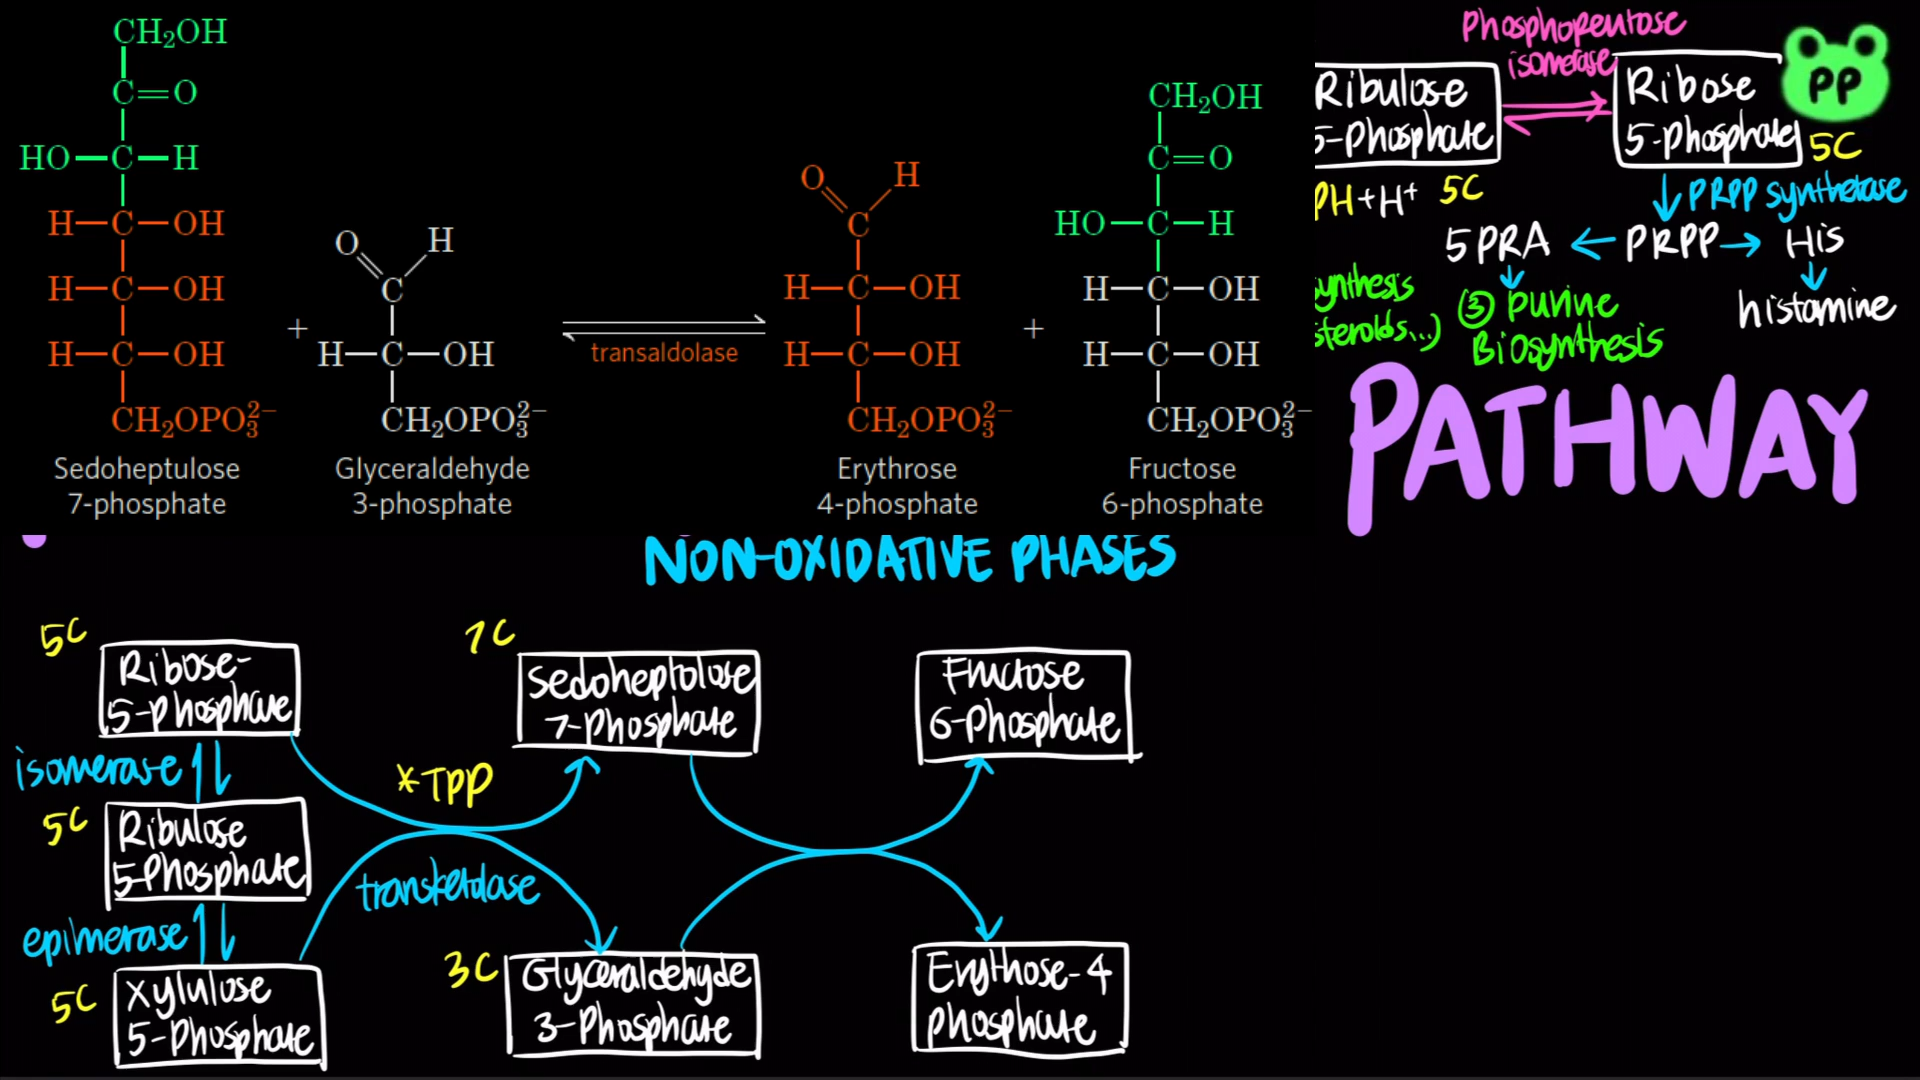 CH₂OH
C=O
HO—C—H
H—C—OH
H—C—OH
H—C—OH
CH₂OPO₃²⁻
Sedoheptulose
7-phosphate
+
O H
C
H—C—OH
CH₂OPO₃²⁻
Glyceraldehyde
3-phosphate
transaldolase
O H
C
H—C—OH
H—C—OH
CH₂OPO₃²⁻
Erythrose
4-phosphate
+
CH₂OH
C=O
HO—C—H
H—C—OH
H—C—OH
CH₂OPO₃²⁻
Fructose
6-phosphate
Phosphopentose
isomerase
Ribulose
5-Phosphate
Ribose
5-phosphate
PP
5C
PH+H⁺ 5C
PRPP synthetase
5PRA ← PRPP → His
ynthesis
steroids...)
③ purine
Biosynthesis
histamine
PATHWAY
NON-OXIDATIVE PHASES
5C
Ribose-
5-phosphate
isomerase
5C
Ribulose
5-Phosphate
epimerase
5C
Xylulose
5-Phosphate
*TPP
transketolase
7C
Sedoheptolose
7-Phosphate
3C
Glyceraldehyde
3-Phosphate
Fructose
6-Phosphate
Erythose-4
phosphate